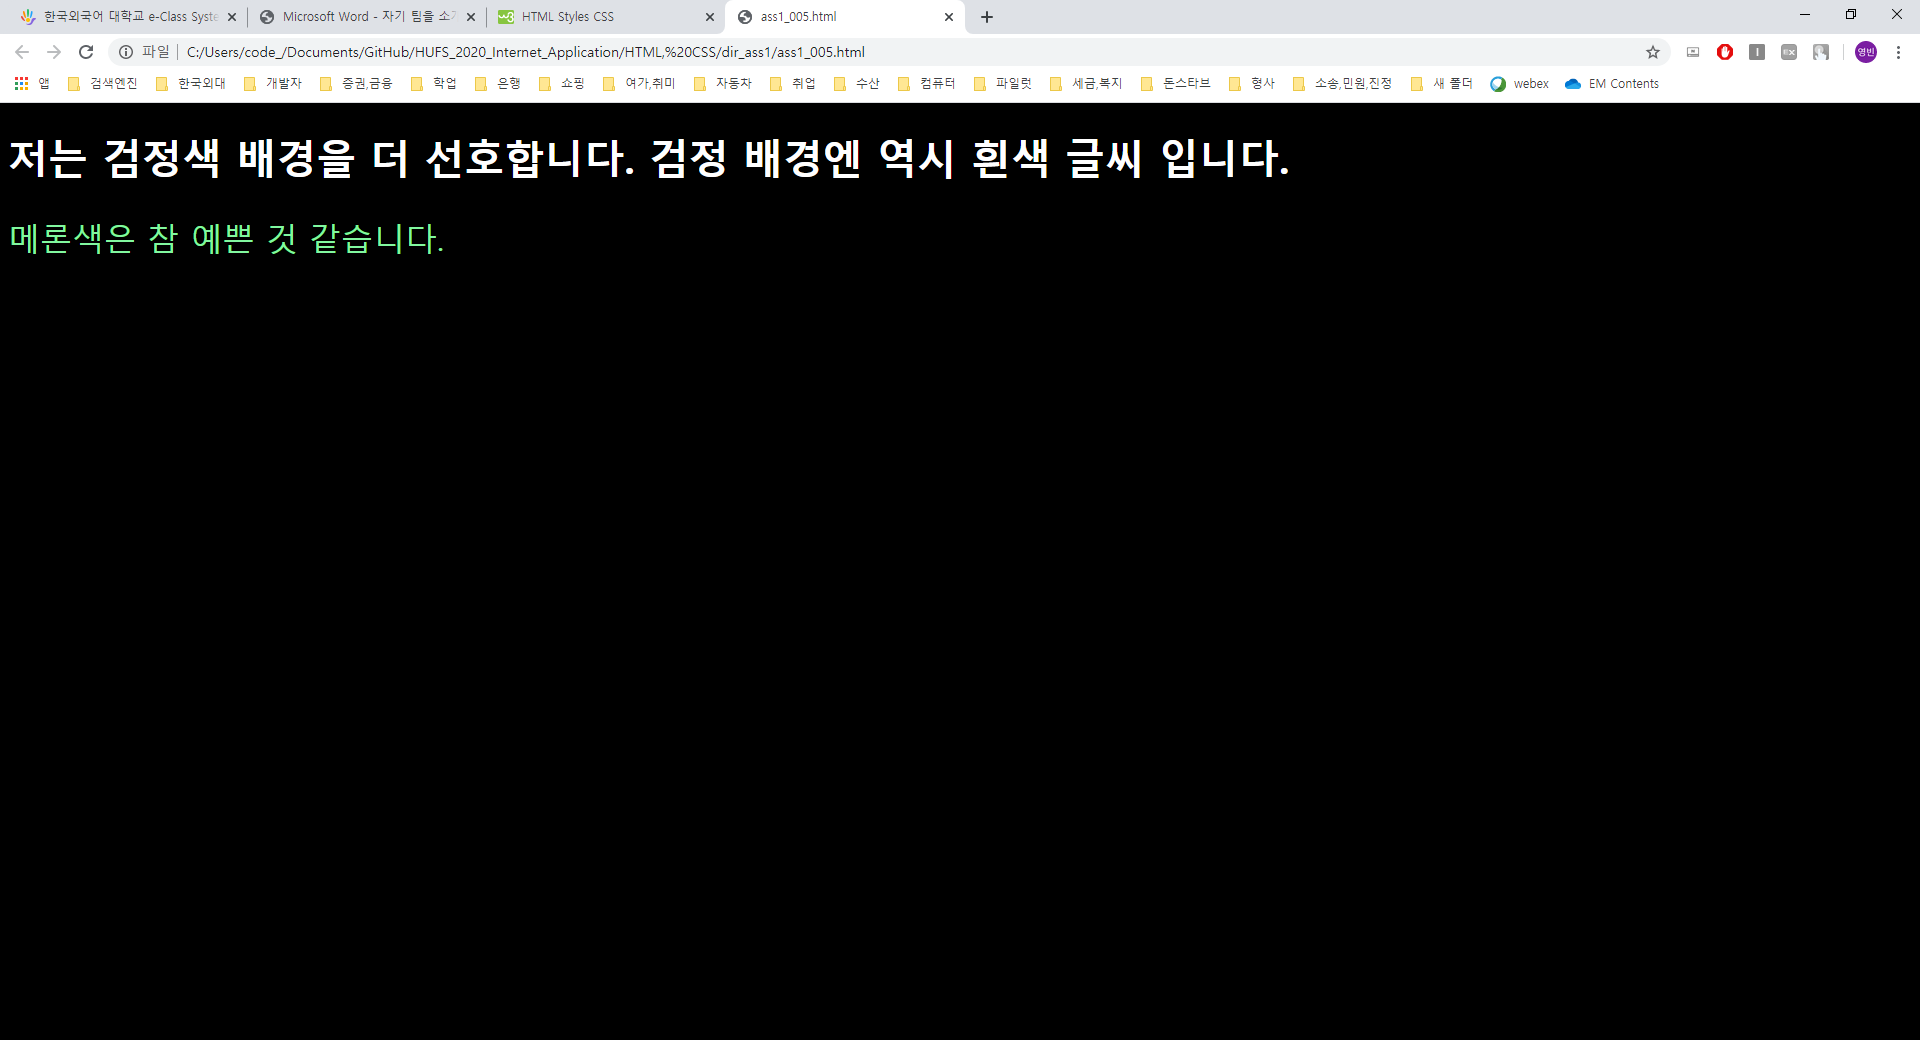 한국외국어 대학교 e-Class Syste
Microsoft Word - 자기 팀을 소개
HTML Styles CSS
ass1_005.html
파일 C:/Users/code_/Documents/GitHub/HUFS_2020_Internet_Application/HTML,%20CSS/dir_ass1/ass1_005.html
영빈
앱 검색엔진 한국외대 개발자 증권,금융 학업 은행 쇼핑 여가,취미 자동차 취업 수산 컴퓨터 파일럿 세금,복지 돈스타브 형사 소송,민원,진정 새 폴더 webex EM Contents
저는 검정색 배경을 더 선호합니다. 검정 배경엔 역시 흰색 글씨 입니다.
메론색은 참 예쁜 것 같습니다.